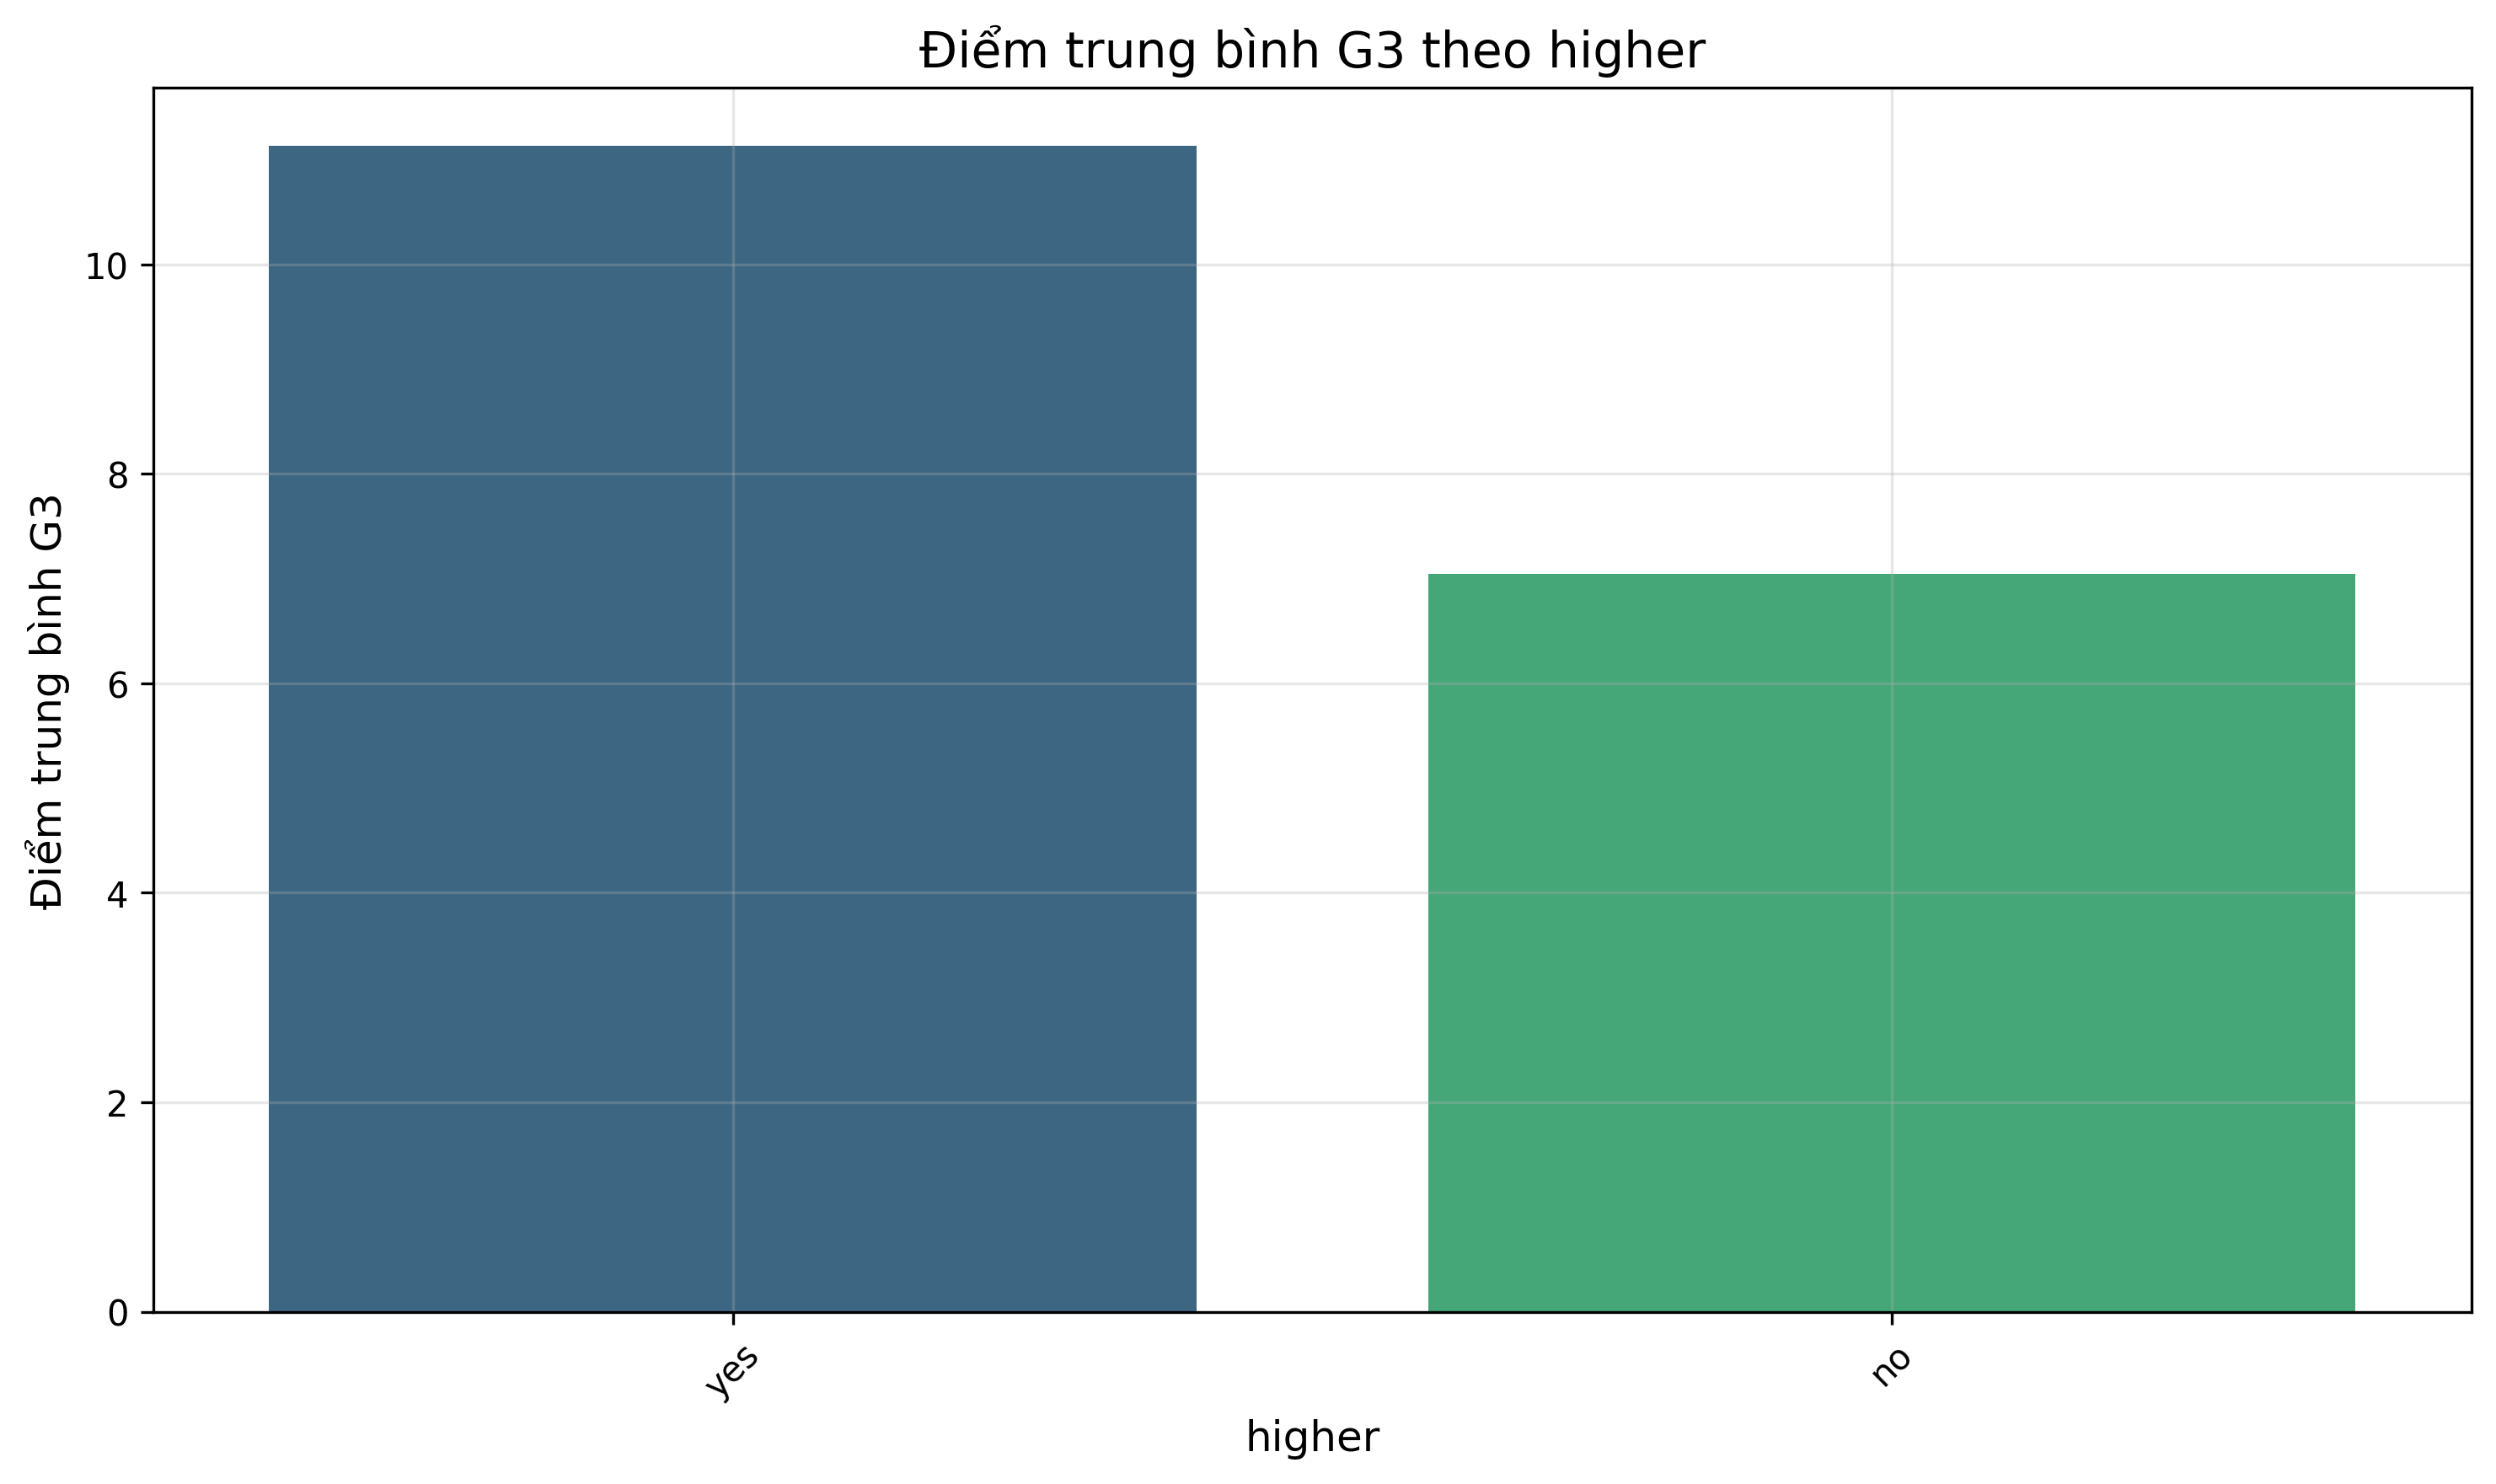 Điểm trung bình G3 theo higher
Điểm trung bình G3
10
8
6
4
2
0
yes
no
higher